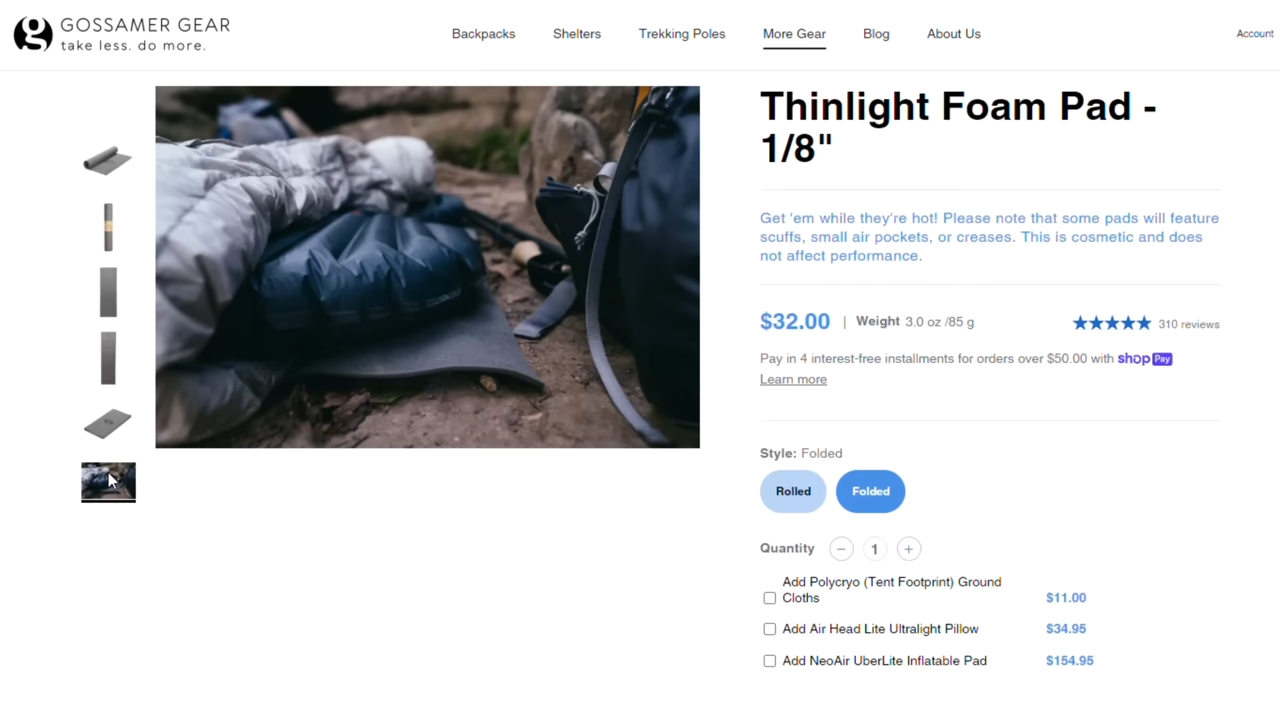 GOSSAMER GEAR
take less. do more.
Backpacks
Shelters
Trekking Poles
More Gear
Blog
About Us
Account
Thinlight Foam Pad -
1/8"
Get 'em while they're hot! Please note that some pads will feature
scuffs, small air pockets, or creases. This is cosmetic and does
not affect performance.
$32.00 | Weight 3.0 oz /85 g
310 reviews
Pay in 4 interest-free installments for orders over $50.00 with shop Pay
Learn more
Style: Folded
Rolled
Folded
Quantity − 1 +
Add Polycryo (Tent Footprint) Ground
Cloths
$11.00
Add Air Head Lite Ultralight Pillow
$34.95
Add NeoAir UberLite Inflatable Pad
$154.95